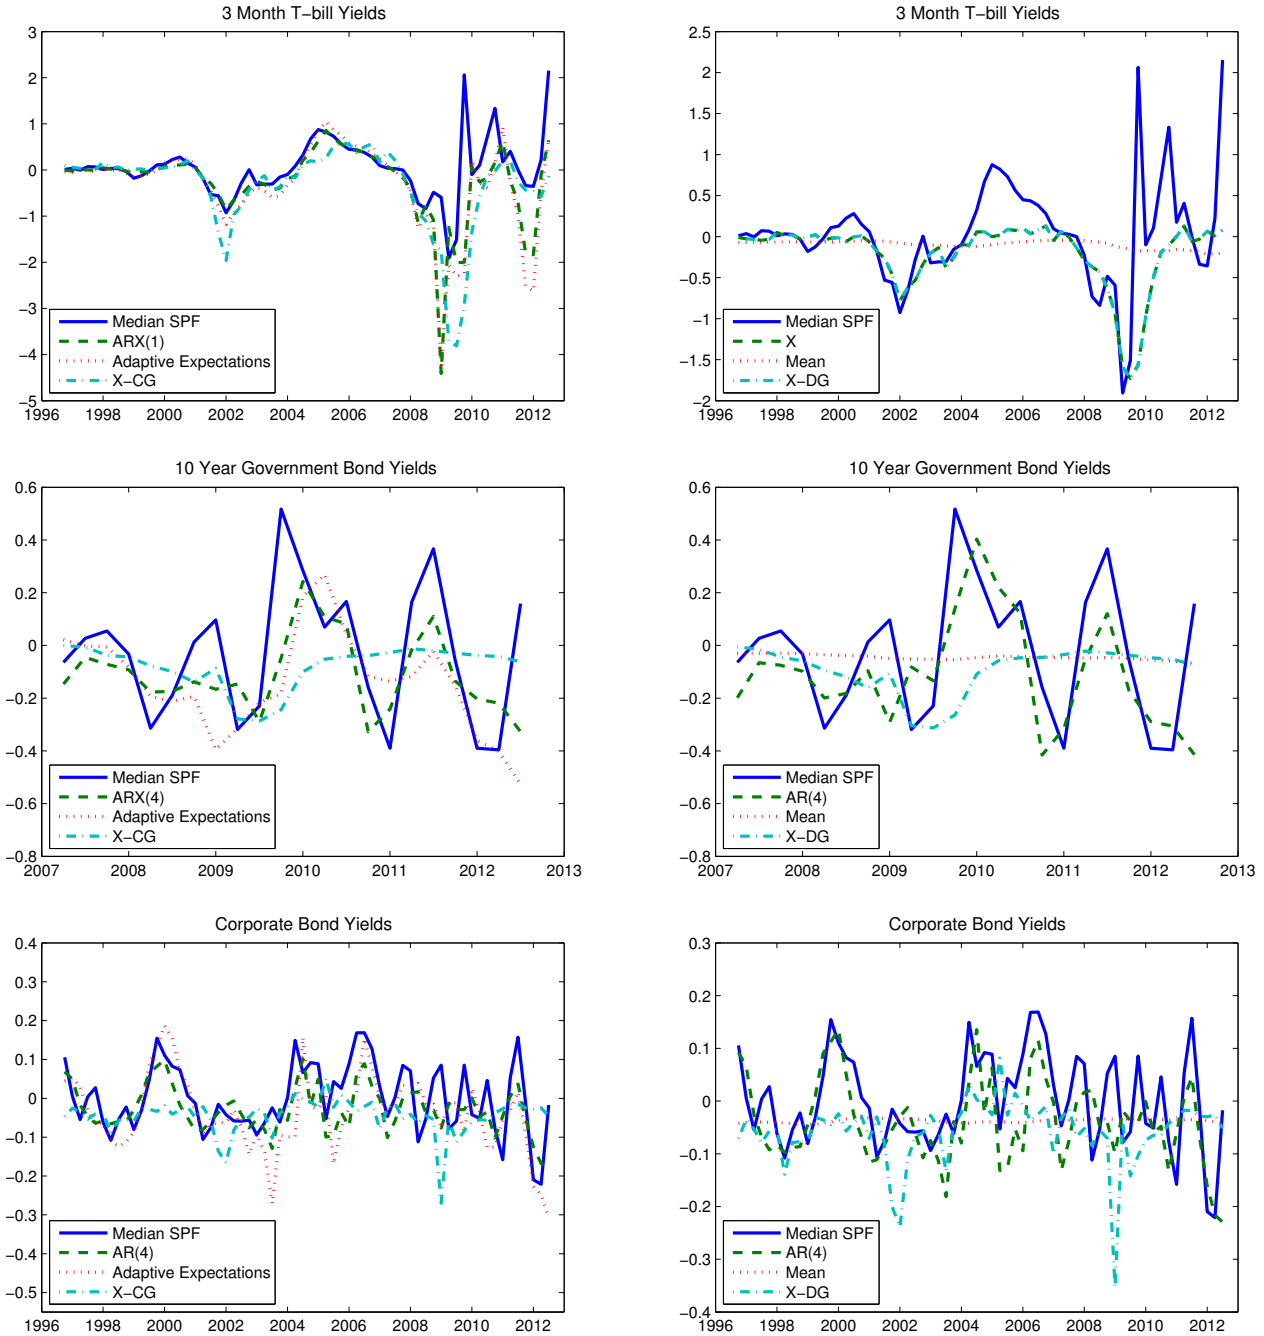 3 Month T−bill Yields
3
2
1
0
−1
−2
−3
−4
−5
Median SPF
ARX(1)
Adaptive Expectations
X−CG
1996 1998 2000 2002 2004 2006 2008 2010 2012
3 Month T−bill Yields
2.5
2
1.5
1
0.5
0
−0.5
−1
−1.5
−2
Median SPF
X
Mean
X−DG
1996 1998 2000 2002 2004 2006 2008 2010 2012
10 Year Government Bond Yields
0.6
0.4
0.2
0
−0.2
−0.4
−0.6
−0.8
Median SPF
ARX(4)
Adaptive Expectations
X−CG
2007 2008 2009 2010 2011 2012 2013
10 Year Government Bond Yields
0.6
0.4
0.2
0
−0.2
−0.4
−0.6
−0.8
Median SPF
AR(4)
Mean
X−DG
2007 2008 2009 2010 2011 2012 2013
Corporate Bond Yields
0.4
0.3
0.2
0.1
0
−0.1
−0.2
−0.3
−0.4
−0.5
Median SPF
AR(4)
Adaptive Expectations
X−CG
1996 1998 2000 2002 2004 2006 2008 2010 2012
Corporate Bond Yields
0.3
0.2
0.1
0
−0.1
−0.2
−0.3
−0.4
Median SPF
AR(4)
Mean
X−DG
1996 1998 2000 2002 2004 2006 2008 2010 2012